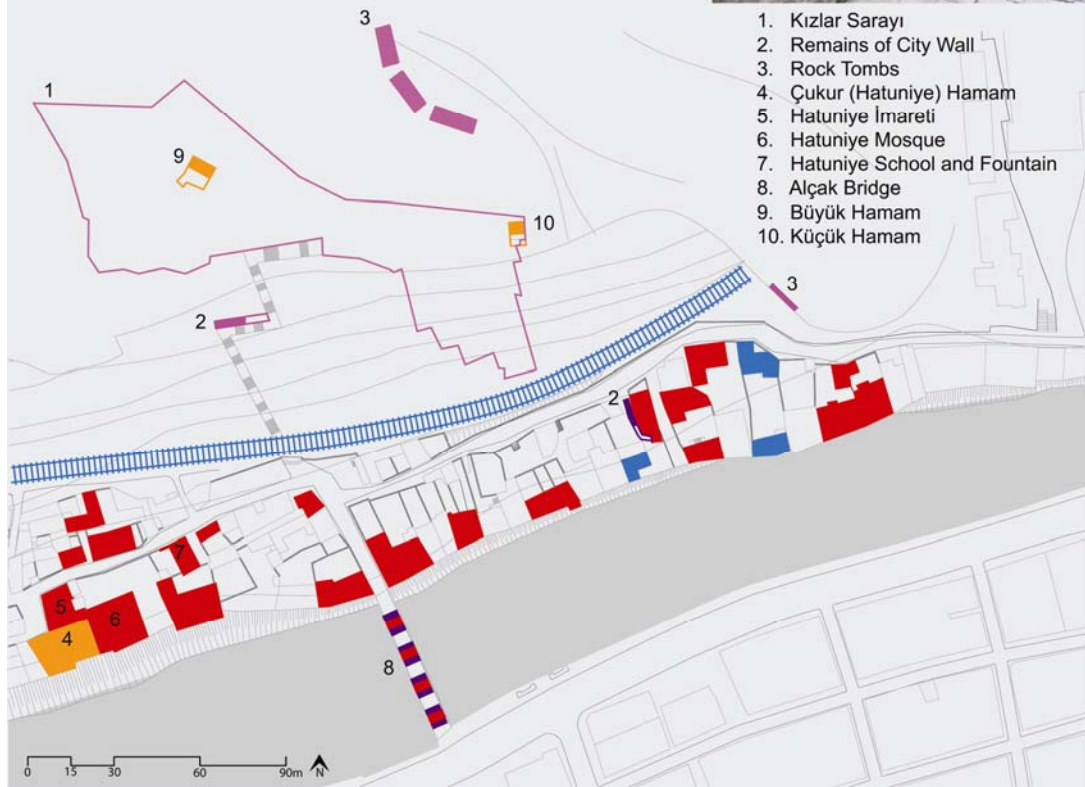 1. Kızlar Sarayı
2. Remains of City Wall
3. Rock Tombs
4. Çukur (Hatuniye) Hamam
5. Hatuniye İmareti
6. Hatuniye Mosque
7. Hatuniye School and Fountain
8. Alçak Bridge
9. Büyük Hamam
10. Küçük Hamam
3
1
9
10
2
3
2
7
5
6
4
8
0 15 30 60 90m N